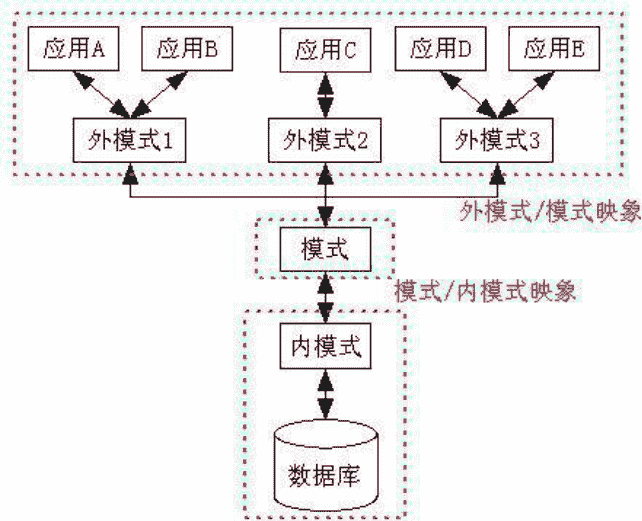 应用A 应用B 应用C 应用D 应用E
外模式1 外模式2 外模式3
外模式/模式映象
模式
模式/内模式映象
内模式
数据库